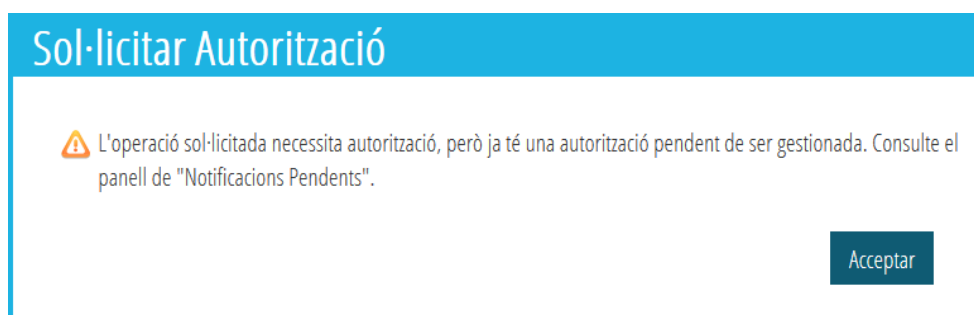 Sol·licitar Autorització
L'operació sol·licitada necessita autorització, però ja té una autorització pendent de ser gestionada. Consulte el
panell de "Notificacions Pendents".
Acceptar